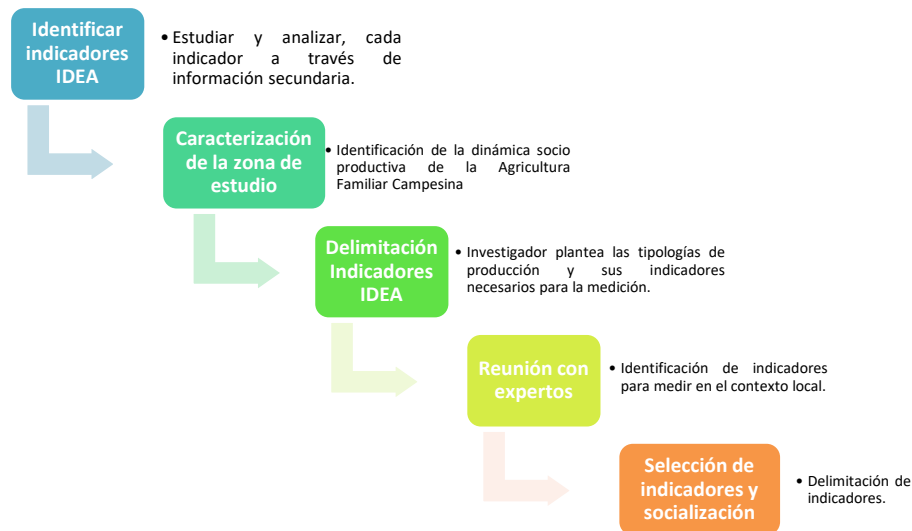 Identificar
indicadores
IDEA
• Estudiar y analizar, cada
indicador a través de
información secundaria.
Caracterización
de la zona de
estudio
• Identificación de la dinámica socio
productiva de la Agricultura
Familiar Campesina
Delimitación
Indicadores
IDEA
• Investigador plantea las tipologías de
producción y sus indicadores
necesarios para la medición.
Reunión con
expertos
• Identificación de indicadores
para medir en el contexto local.
Selección de
indicadores y
socialización
• Delimitación de
indicadores.